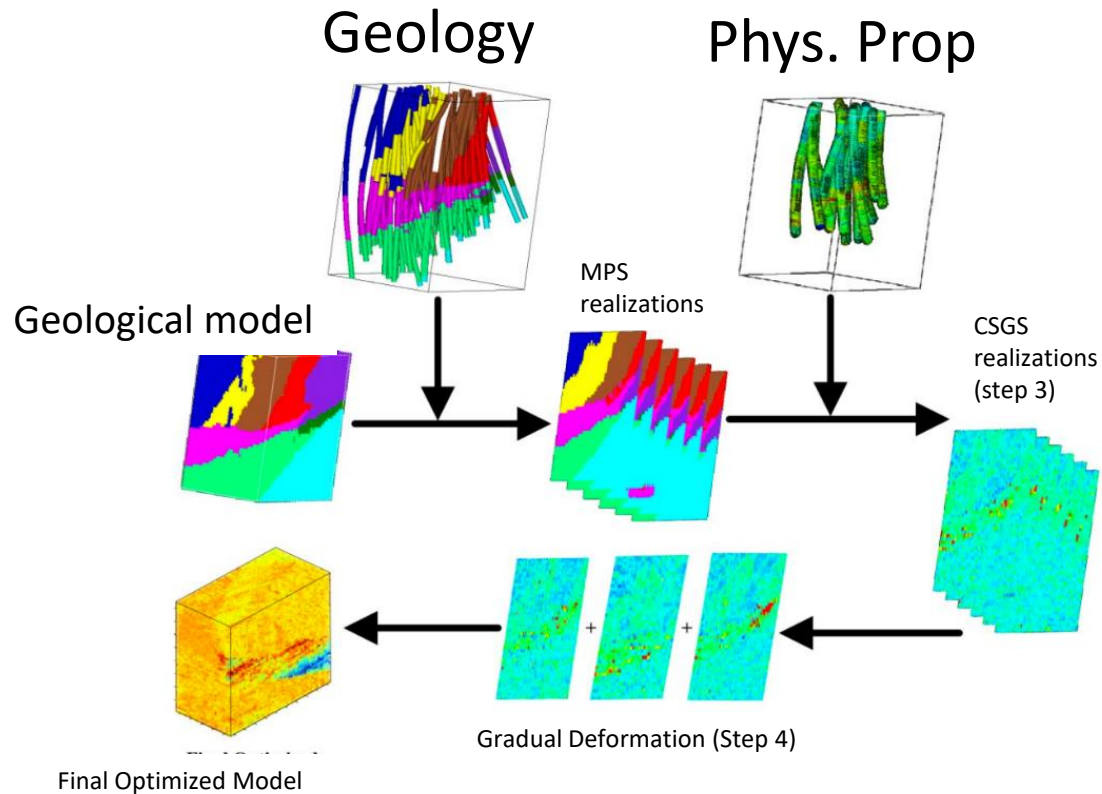 Geology
Phys. Prop
MPS
realizations
Geological model
CSGS
realizations
(step 3)
+
+
Gradual Deformation (Step 4)
Final Optimized Model